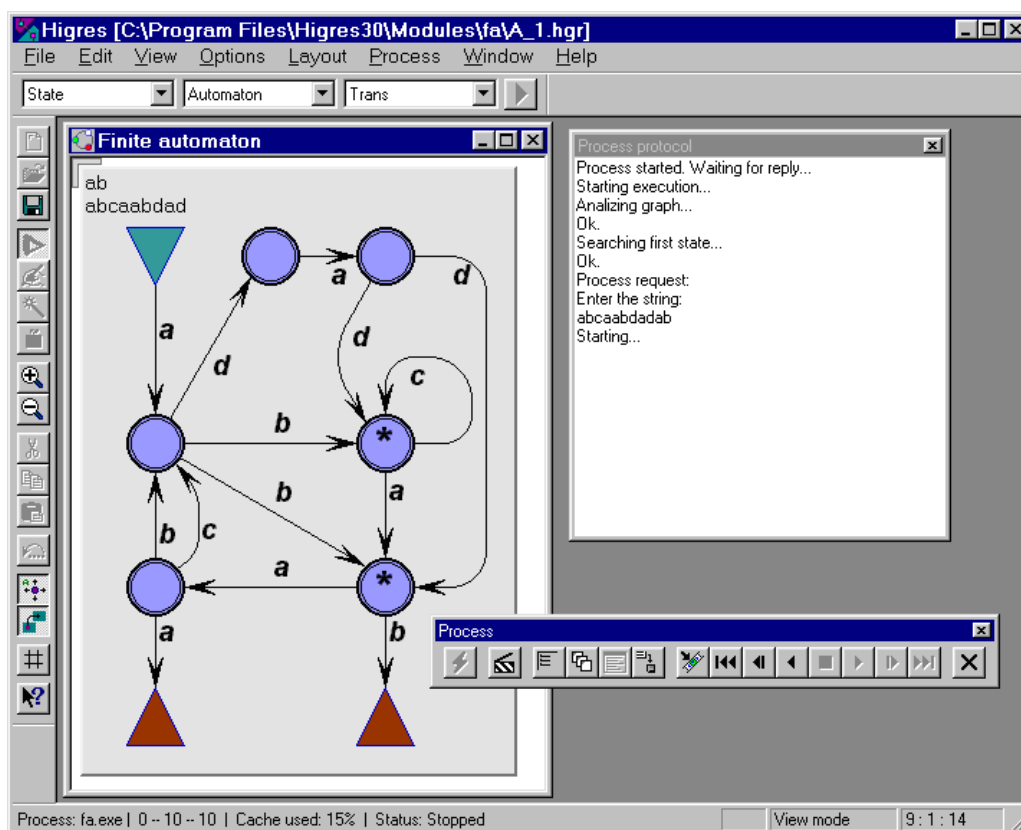 Higres [C:\Program Files\Higres30\Modules\fa\A_1.hgr]
File Edit View Options Layout Process Window Help
State Automaton Trans
Finite automaton
ab
abcaabdad
a
d
a
d
d
c
b
b
a
b
c
a
a
b
Process protocol
Process started. Waiting for reply...
Starting execution...
Analizing graph...
Ok.
Searching first state...
Ok.
Process request:
Enter the string:
abcaabdadab
Starting...
Process
Process: fa.exe | 0 -- 10 -- 10 | Cache used: 15% | Status: Stopped View mode 9 : 1 : 14